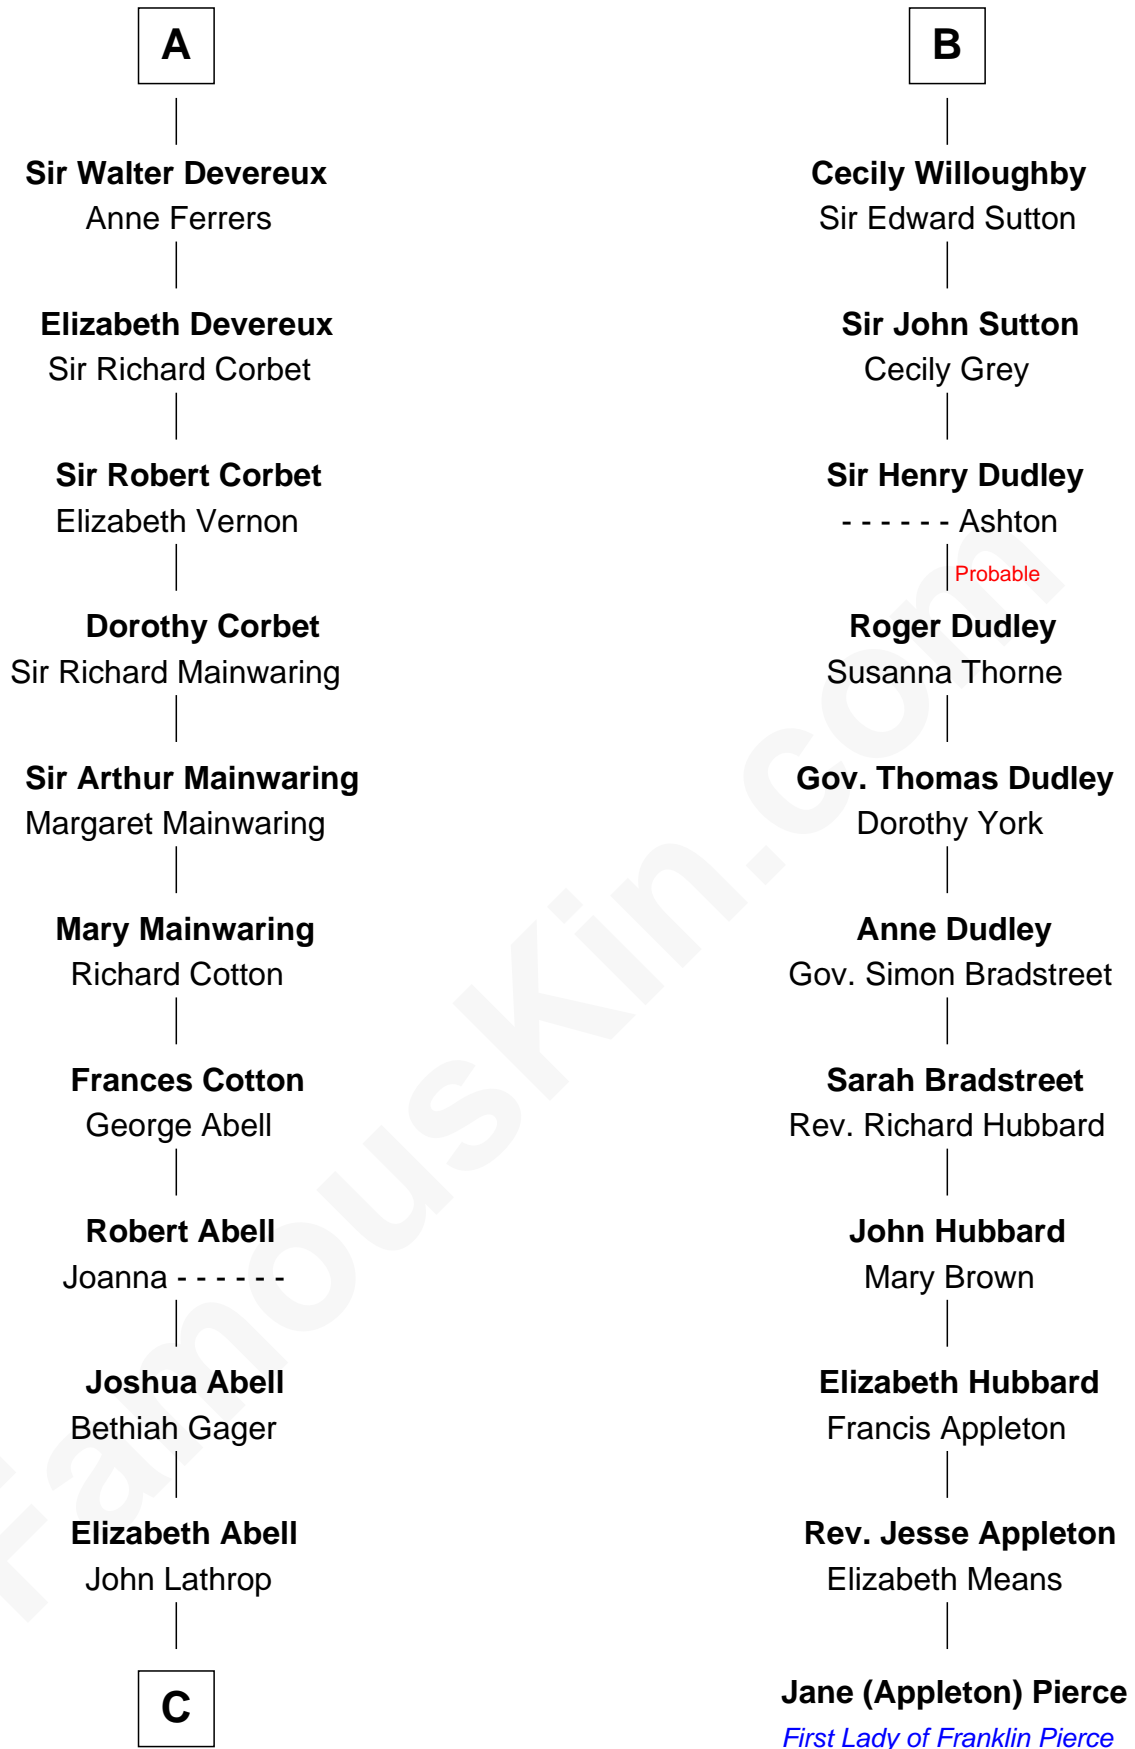 A
Sir Walter Devereux
Anne Ferrers
Elizabeth Devereux
Sir Richard Corbet
Sir Robert Corbet
Elizabeth Vernon
Dorothy Corbet
Sir Richard Mainwaring
Sir Arthur Mainwaring
Margaret Mainwaring
Mary Mainwaring
Richard Cotton
Frances Cotton
George Abell
Robert Abell
Joanna - - - - - -
Joshua Abell
Bethiah Gager
Elizabeth Abell
John Lathrop
C
B
Cecily Willoughby
Sir Edward Sutton
Sir John Sutton
Cecily Grey
Sir Henry Dudley
- - - - - - Ashton
Probable
Roger Dudley
Susanna Thorne
Gov. Thomas Dudley
Dorothy York
Anne Dudley
Gov. Simon Bradstreet
Sarah Bradstreet
Rev. Richard Hubbard
John Hubbard
Mary Brown
Elizabeth Hubbard
Francis Appleton
Rev. Jesse Appleton
Elizabeth Means
Jane (Appleton) Pierce
First Lady of Franklin Pierce
FamousKin.com